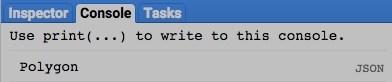 Inspector Console Tasks
Use print(...) to write to this console.
Polygon JSON